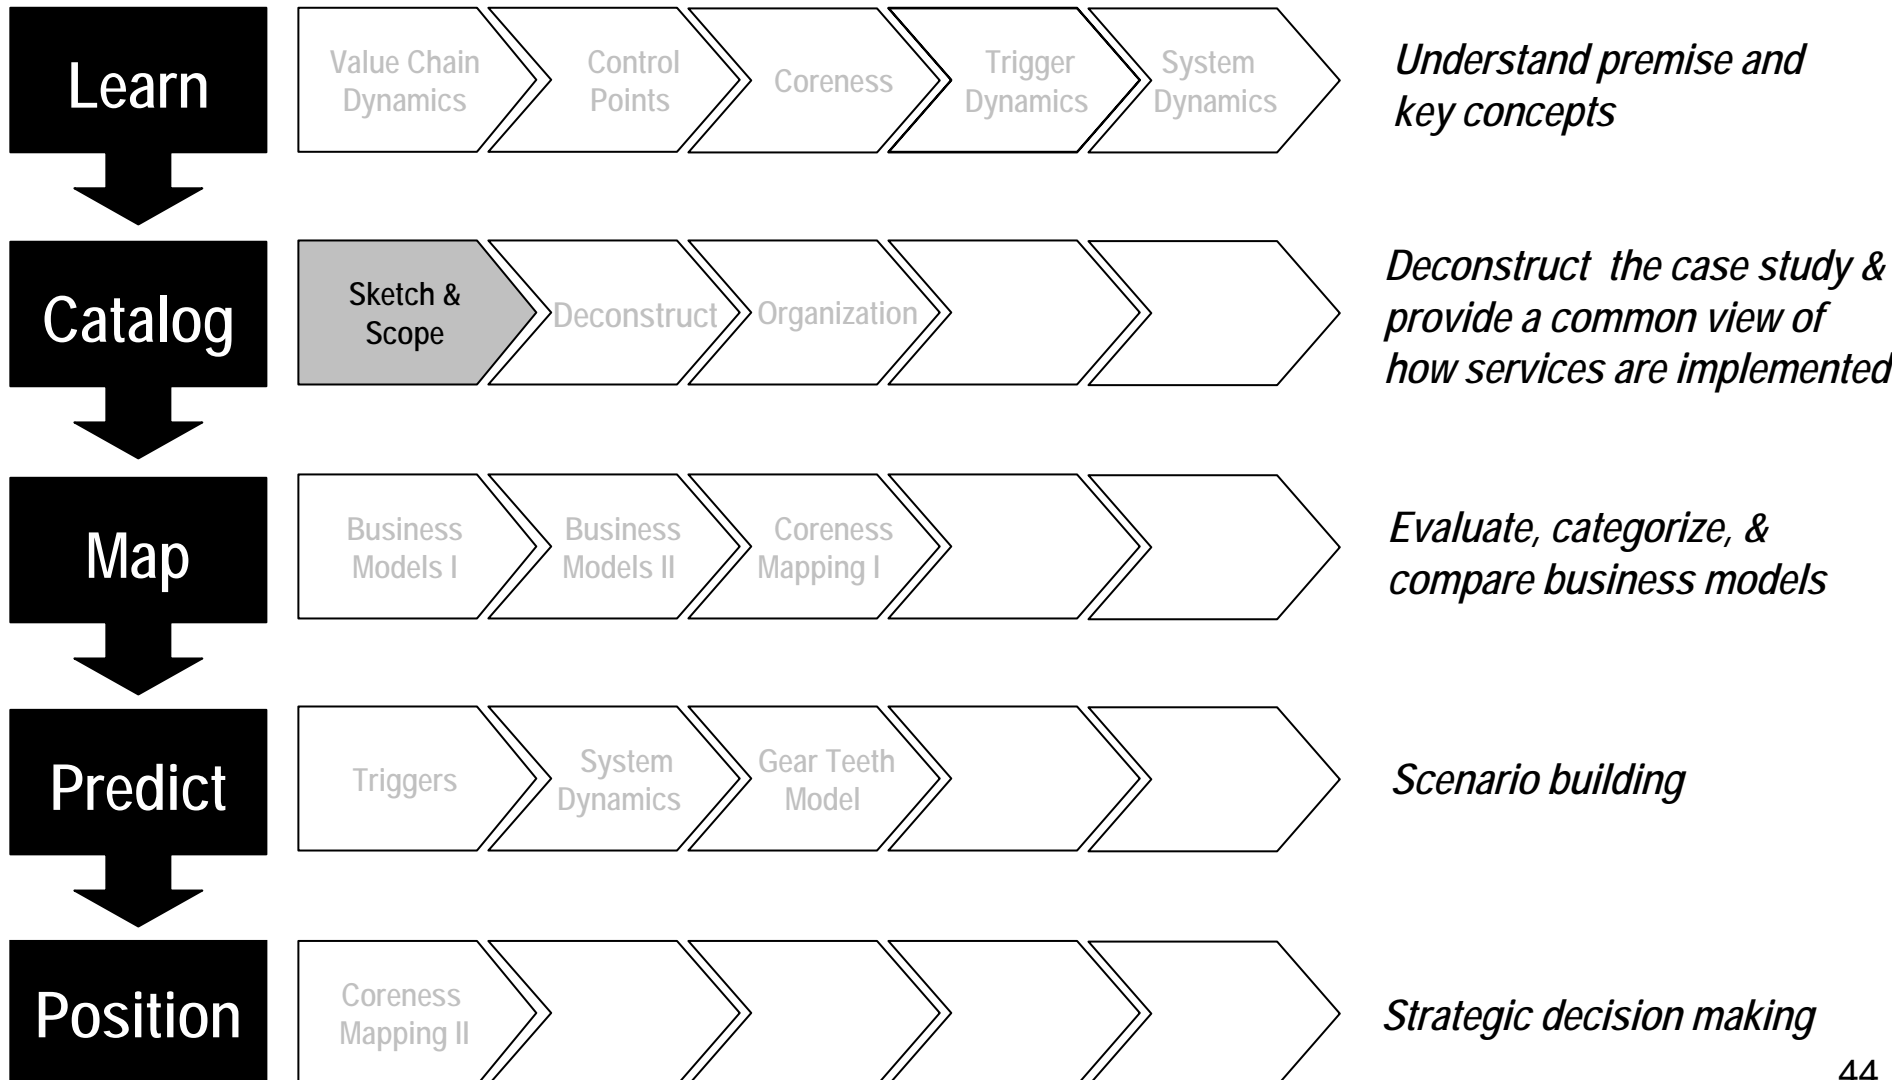 Learn
Value Chain
Dynamics
Control
Points
Coreness
Trigger
Dynamics
System
Dynamics
Understand premise and
key concepts
Catalog
Sketch &
Scope
Deconstruct
Organization
Deconstruct the case study &
provide a common view of
how services are implemented
Map
Business
Models I
Business
Models II
Coreness
Mapping I
Evaluate, categorize, &
compare business models
Predict
Triggers
System
Dynamics
Gear Teeth
Model
Scenario building
Position
Coreness
Mapping II
Strategic decision making
44